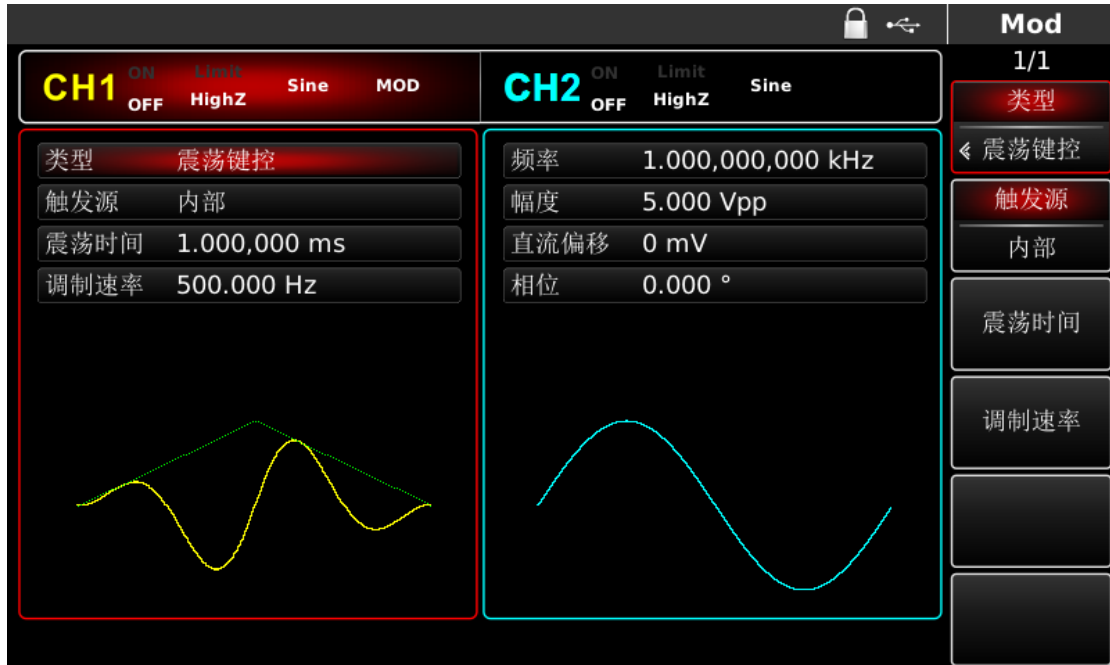 Mod
1/1
CH1 ON OFF Limit HighZ Sine MOD
CH2 ON OFF Limit HighZ Sine
类型 震荡键控
触发源 内部
震荡时间 1.000,000 ms
调制速率 500.000 Hz
频率 1.000,000,000 kHz
幅度 5.000 Vpp
直流偏移 0 mV
相位 0.000 °
类型
震荡键控
触发源
内部
震荡时间
调制速率